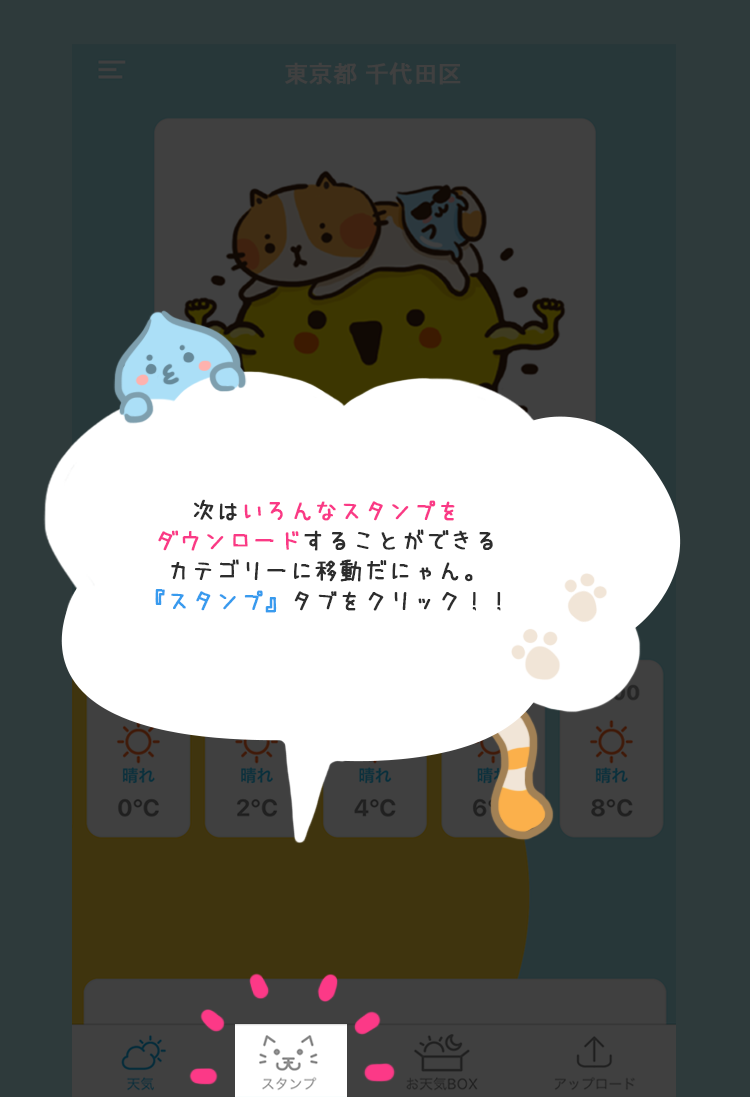 東京都 千代田区
次はいろんなスタンプを
ダウンロードすることができる
カテゴリーに移動だにゃん。
『スタンプ』タブをクリック！！
晴れ 晴れ 晴れ 晴れ
0°C 2°C 4°C 8°C
天気 スタンプ お天気BOX アップロード